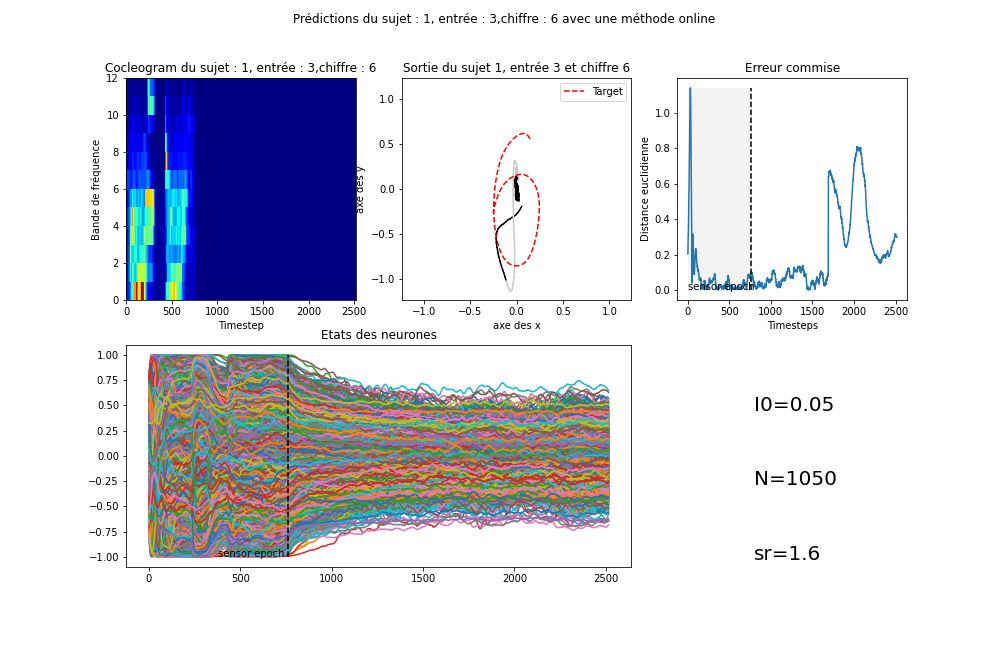 Prédictions du sujet : 1, entrée : 3,chiffre : 6 avec une méthode online
Cocleogram du sujet : 1, entrée : 3,chiffre : 6
Bande de frequence
12
10
8
6
4
2
0
0 500 1000 1500 2000 2500
Timestep
Sortie du sujet 1, entrée 3 et chiffre 6
Target
axe des y
1.0
0.5
0.0
−0.5
−1.0
−1.0 −0.5 0.0 0.5 1.0
axe des x
Erreur commise
Distance euclidienne
1.0
0.8
0.6
0.4
0.2
0.0
sensor epoch
0 500 1000 1500 2000 2500
Timesteps
Etats des neurones
1.00
0.75
0.50
0.25
0.00
−0.25
−0.50
−0.75
−1.00
sensor epoch
0 500 1000 1500 2000 2500
I0=0.05
N=1050
sr=1.6